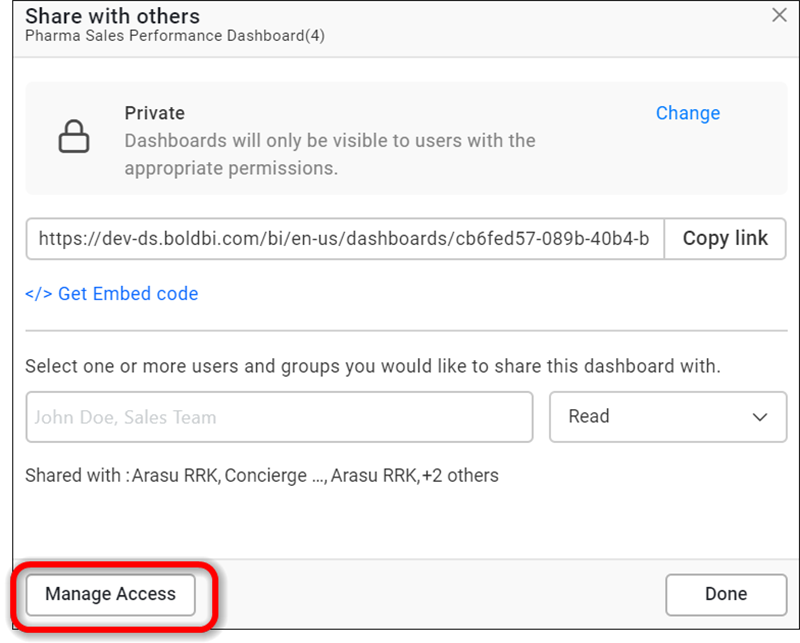 Share with others
Pharma Sales Performance Dashboard(4)
Private
Change
Dashboards will only be visible to users with the
appropriate permissions.
https://dev-ds.boldbi.com/bi/en-us/dashboards/cb6fed57-089b-40b4-b
Copy link
</> Get Embed code
Select one or more users and groups you would like to share this dashboard with.
John Doe, Sales Team
Read
Shared with : Arasu RRK, Concierge ..., Arasu RRK,+2 others
Manage Access
Done